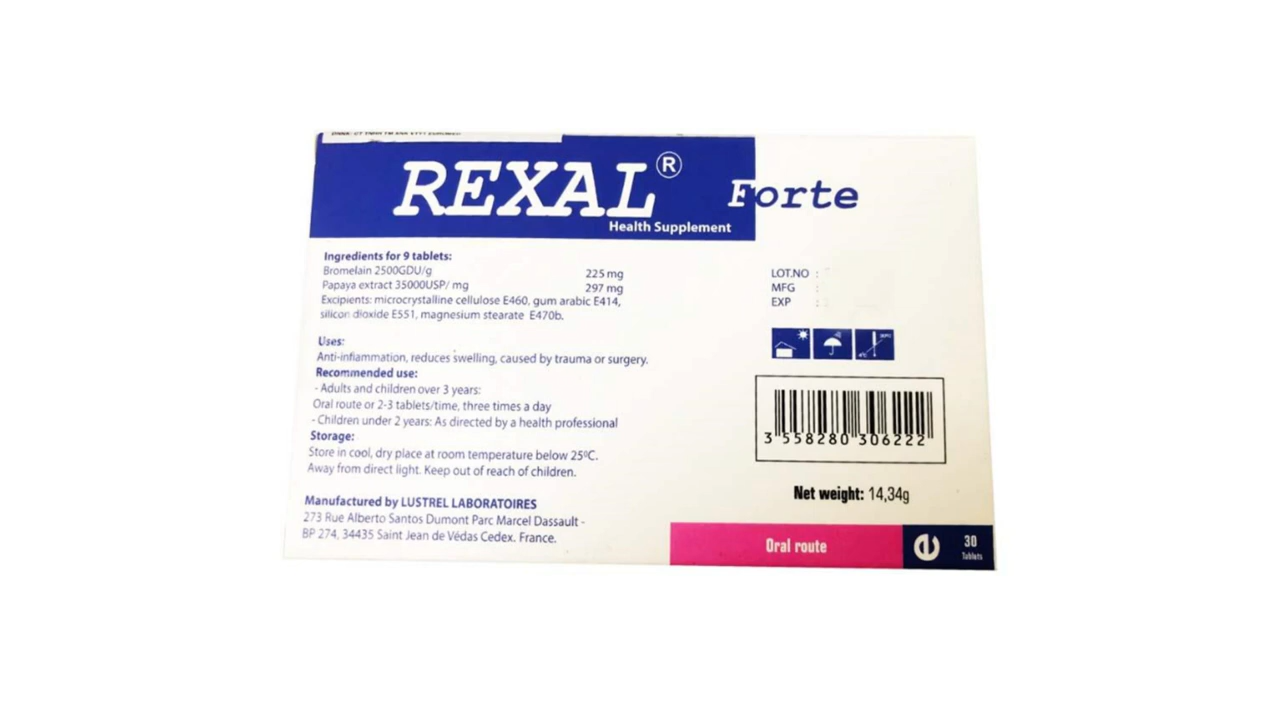 REXAL® Forte
Health Supplement
Ingredients for 9 tablets:
Bromelain 2500GDU/g 225 mg
Papaya extract 35000USP/ mg 297 mg
Excipients: microcrystalline cellulose E460, gum arabic E414,
silicon dioxide E551, magnesium stearate E470b.
Uses:
Anti-inflammation, reduces swelling, caused by trauma or surgery.
Recommended use:
- Adults and children over 3 years:
Oral route or 2-3 tablets/time, three times a day
- Children under 2 years: As directed by a health professional
Storage:
Store in cool, dry place at room temperature below 25ºC.
Away from direct light. Keep out of reach of children.
Manufactured by LUSTREL LABORATOIRES
273 Rue Alberto Santos Dumont Parc Marcel Dassault -
BP 274, 34435 Saint Jean de Védas Cedex. France.
LOT.NO :
MFG :
EXP :
3 558280 306222
Net weight: 14,34g
Oral route
e 30
Tablets